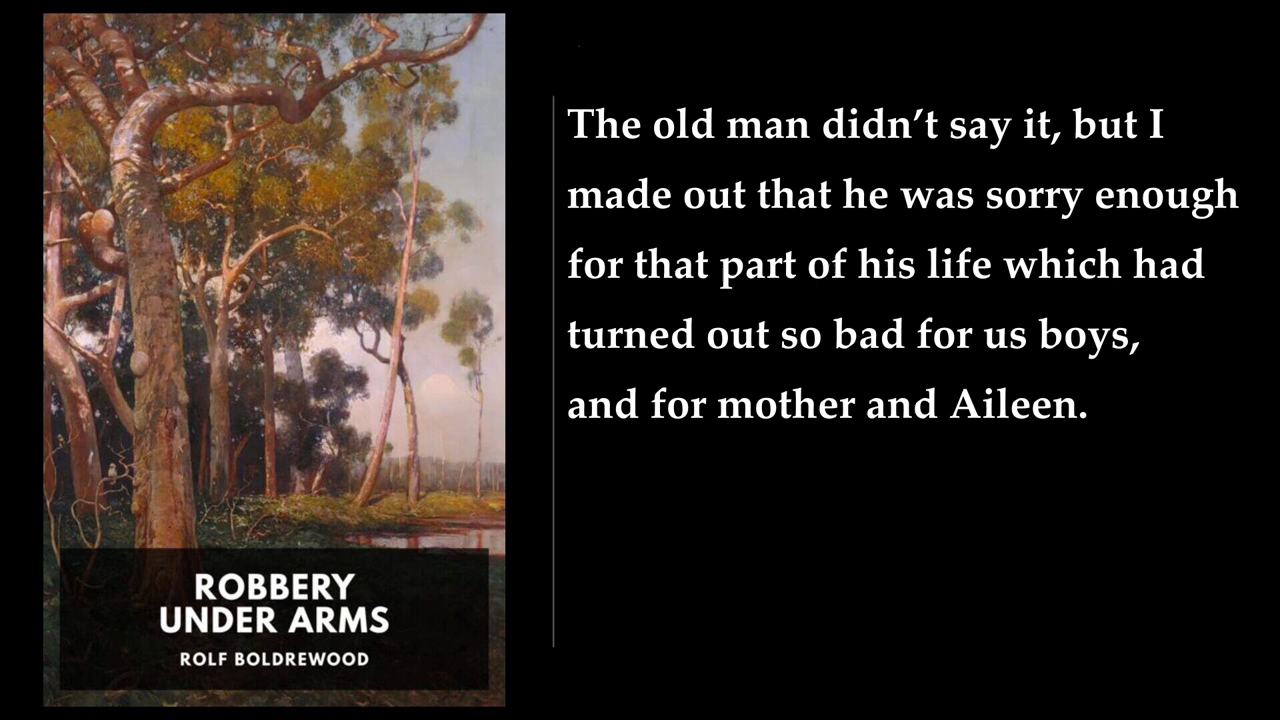 The old man didn’t say it, but I
made out that he was sorry enough
for that part of his life which had
turned out so bad for us boys,
and for mother and Aileen.
ROBBERY
UNDER ARMS
ROLF BOLDREWOOD